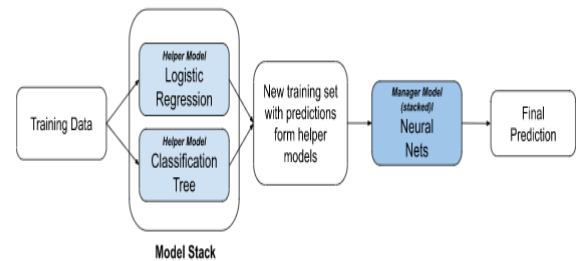 Training Data
Helper Model
Logistic
Regression
Helper Model
Classification
Tree
Model Stack
New training set
with predictions
form helper
models
Manager Model
(stacked)l
Neural
Nets
Final
Prediction